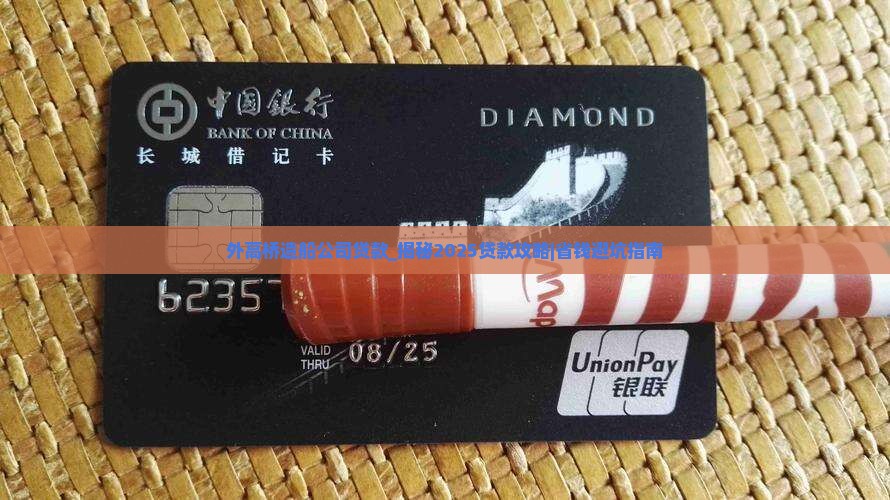 中国银行
BANK OF CHINA
长城借记卡
DIAMOND
外高桥造船公司贷款_揭秘2025贷款攻略|省钱避坑指南
62357
VALID
THRU
08/25
UnionPay
银联